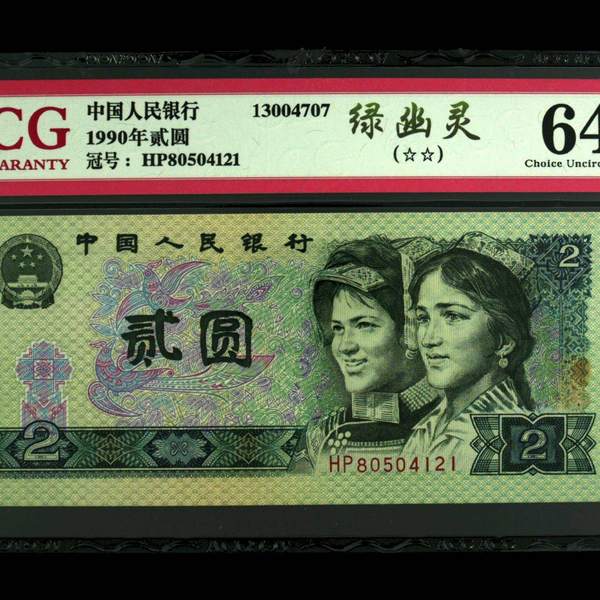 CG
ARANTY
中国人民银行
1990年贰圆
冠号：HP80504121
13004707
绿幽灵
(☆☆)
64
Choice Uncirc
中国人民银行
2
贰圆
2
2
HP80504121